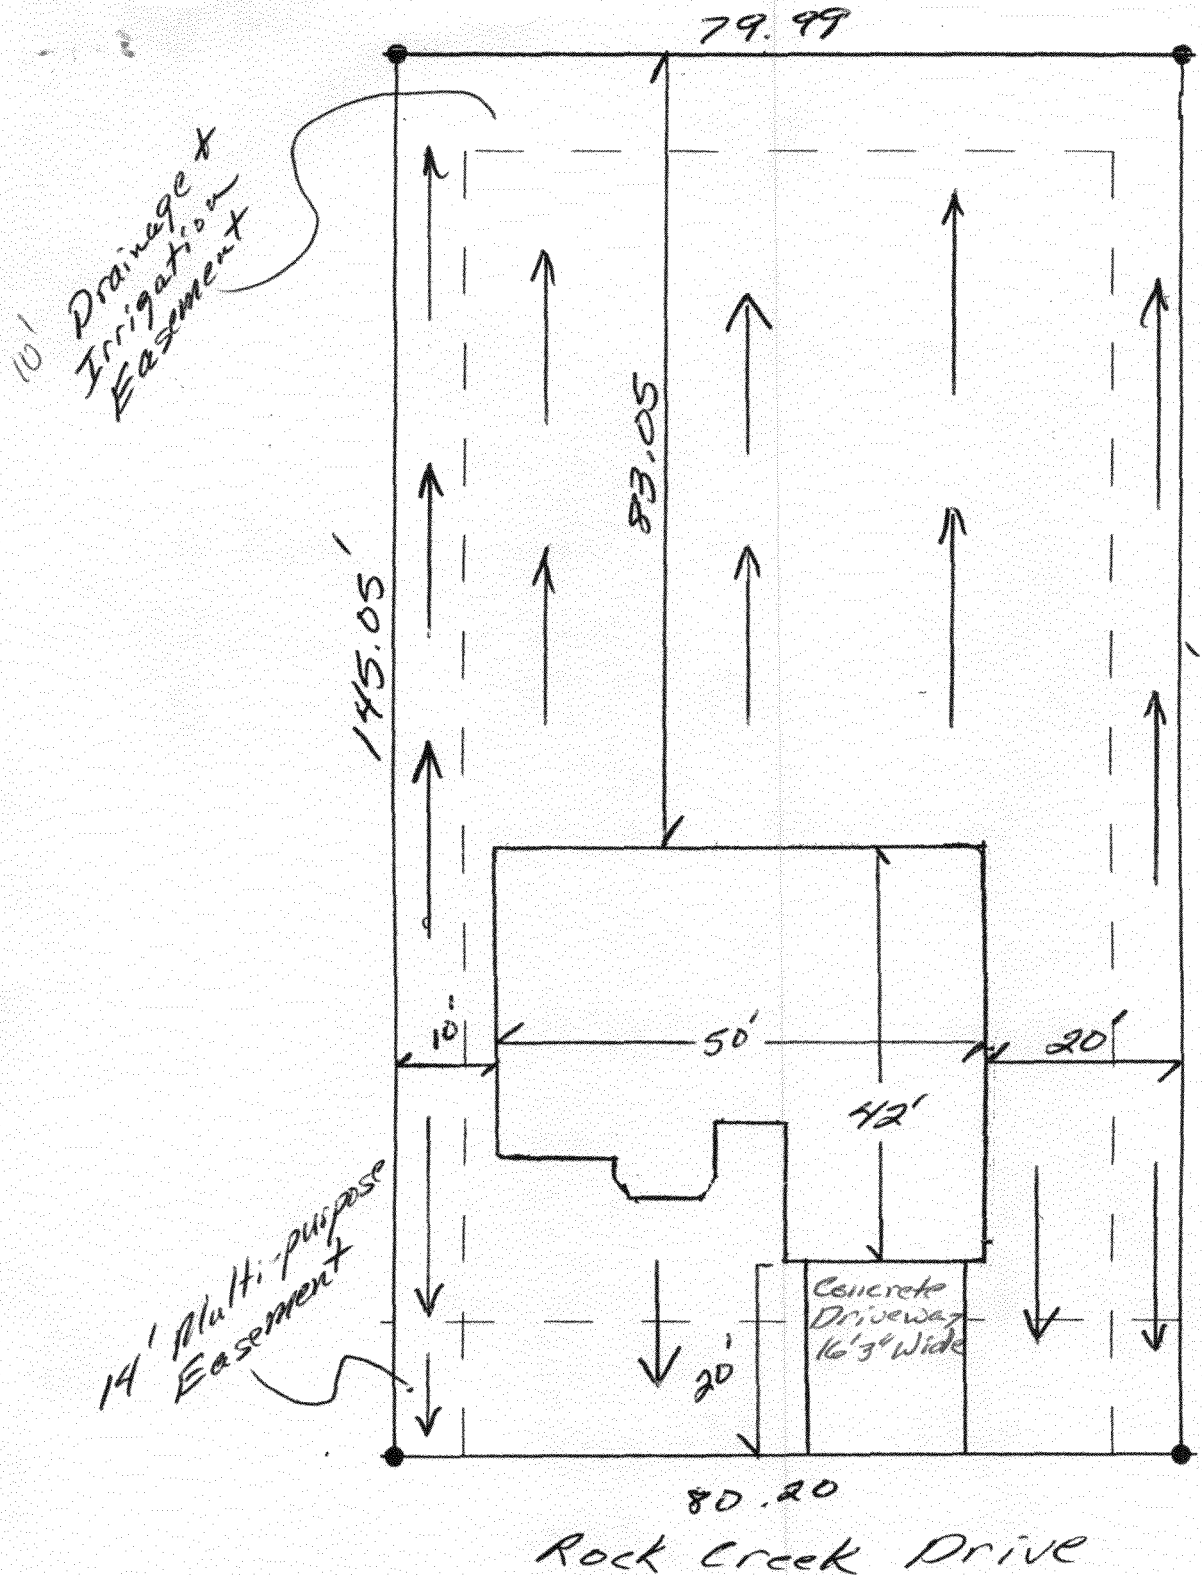 79.99
10' Drainage &
Irrigation
Easement
83.05
145.05'
10'
50'
20'
42'
14' Multi-purpose
Easement
Concrete
Driveway
16'3" Wide
20'
80.20
Rock Creek Drive